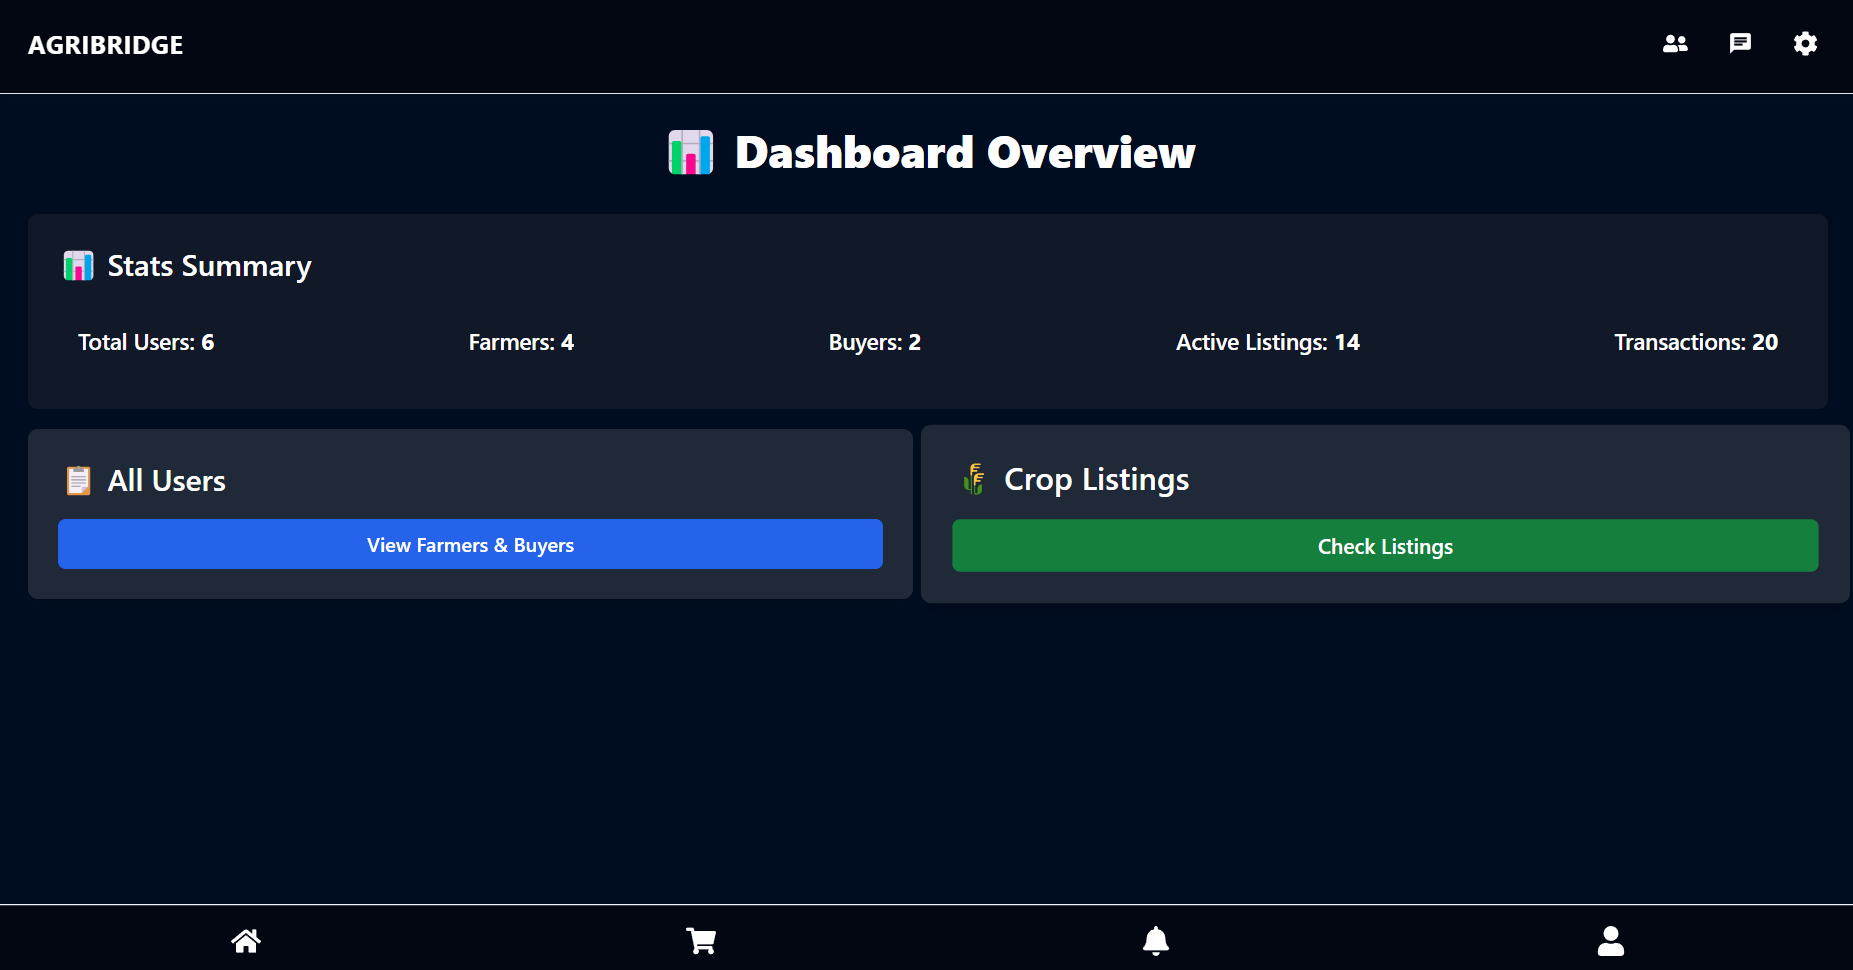 AGRIBRIDGE
Dashboard Overview
Stats Summary
Total Users: 6
Farmers: 4
Buyers: 2
Active Listings: 14
Transactions: 20
All Users
View Farmers & Buyers
Crop Listings
Check Listings